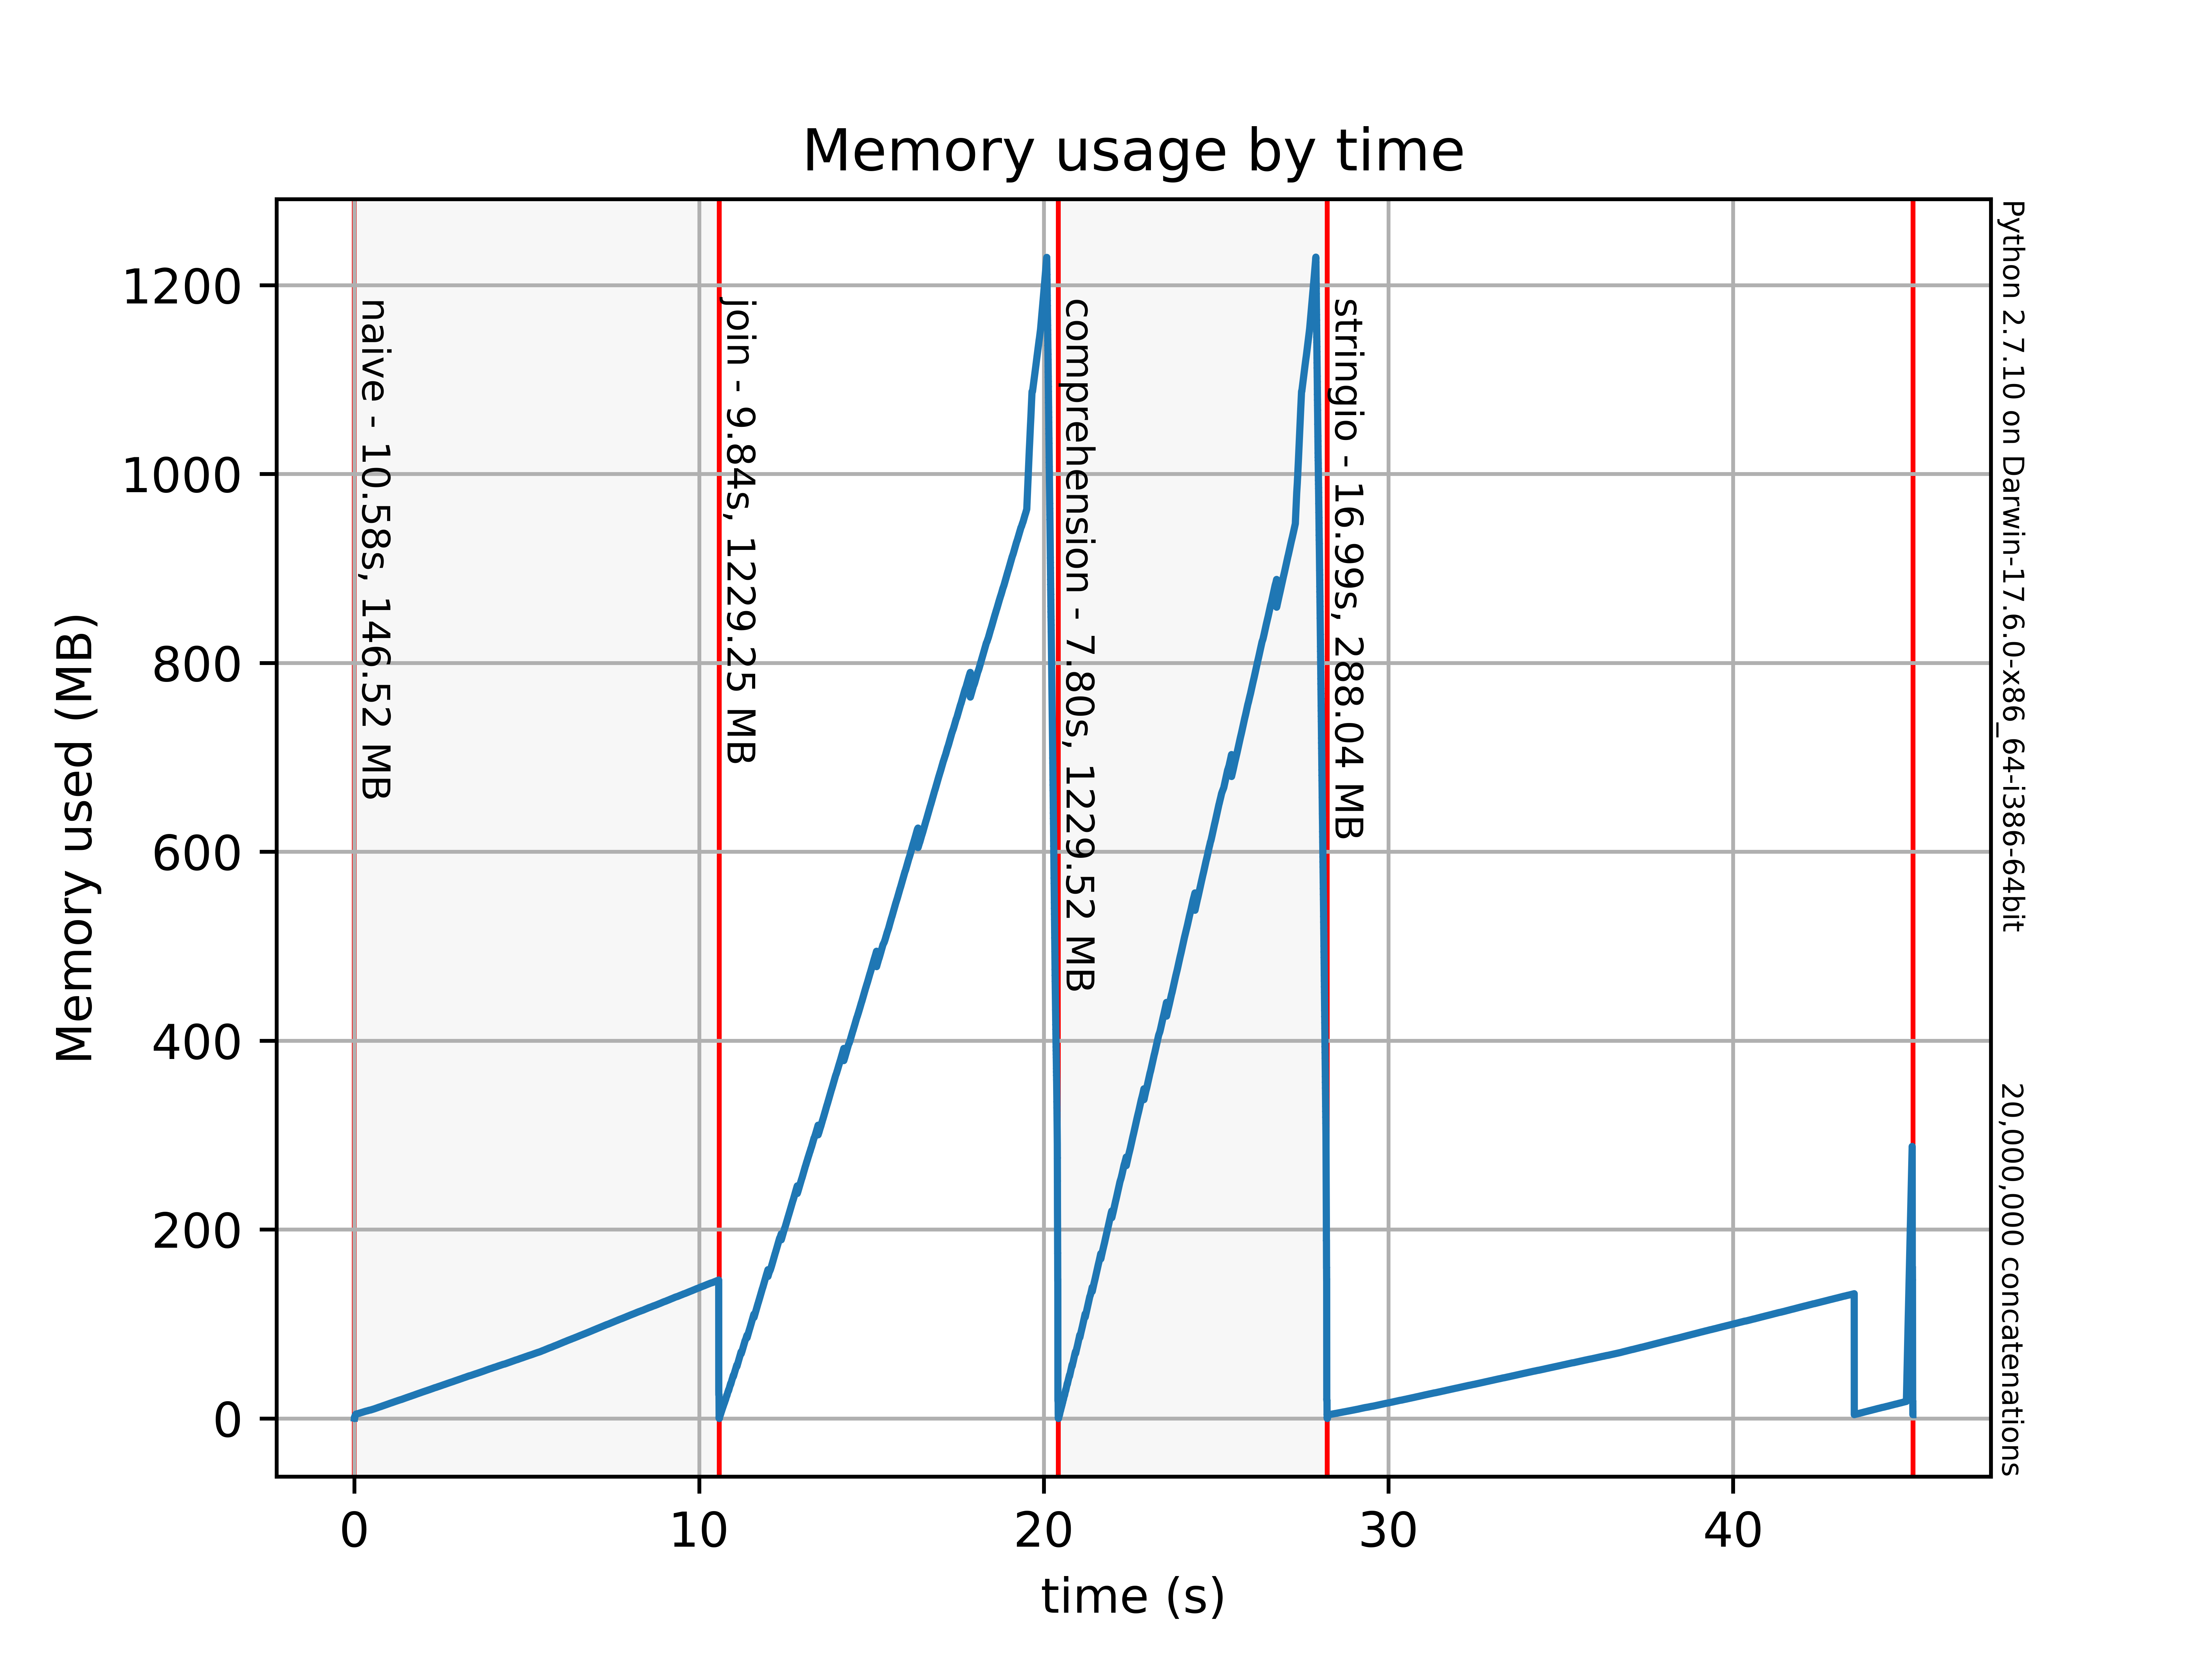 Memory usage by time
Memory used (MB)
1200
1000
800
600
400
200
0
naive - 10.58s, 146.52 MB
join - 9.84s, 1229.25 MB
comprehension - 7.80s, 1229.52 MB
stringio - 16.99s, 288.04 MB
Python 2.7.10 on Darwin-17.6.0-x86_64-i386-64bit
20,000,000 concatenations
0
10
20
30
40
time (s)